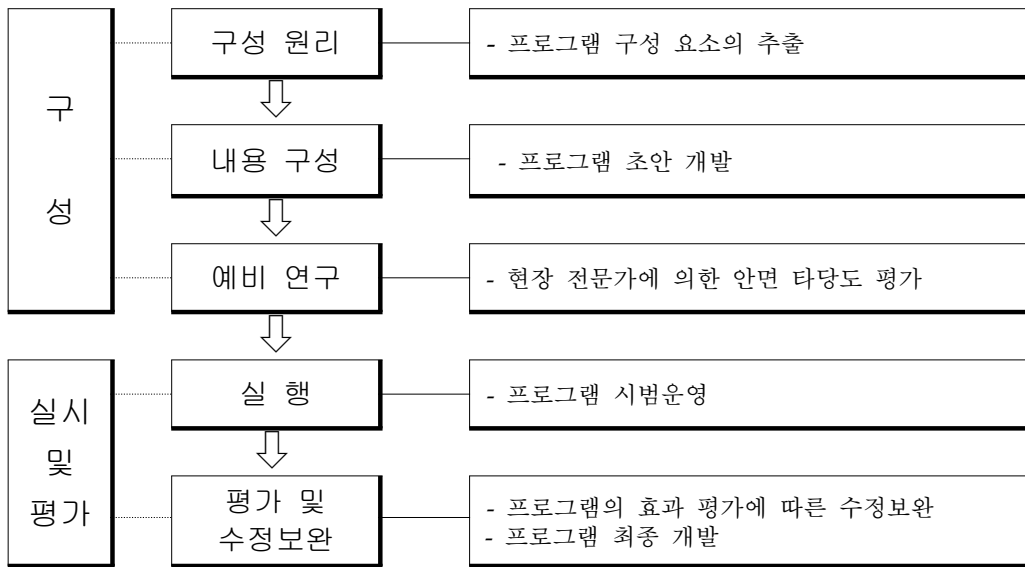 구
성
구성 원리
- 프로그램 구성 요소의 추출
내용 구성
- 프로그램 초안 개발
예비 연구
- 현장 전문가에 의한 안면 타당도 평가
실시
및
평가
실 행
- 프로그램 시범운영
평가 및
수정보완
- 프로그램의 효과 평가에 따른 수정보완
- 프로그램 최종 개발